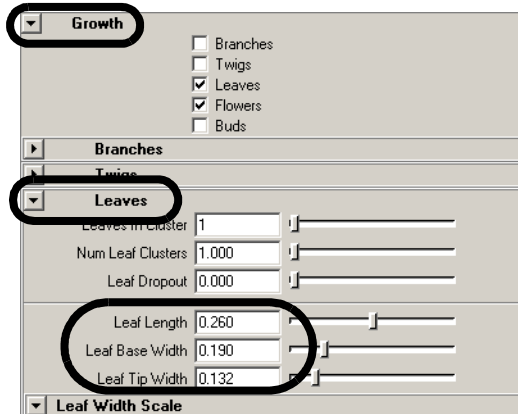 Growth
Branches
Twigs
Leaves
Flowers
Buds
Branches
Twigs
Leaves
Leaves In Cluster 1
Num Leaf Clusters 1.000
Leaf Dropout 0.000
Leaf Length 0.260
Leaf Base Width 0.190
Leaf Tip Width 0.132
Leaf Width Scale